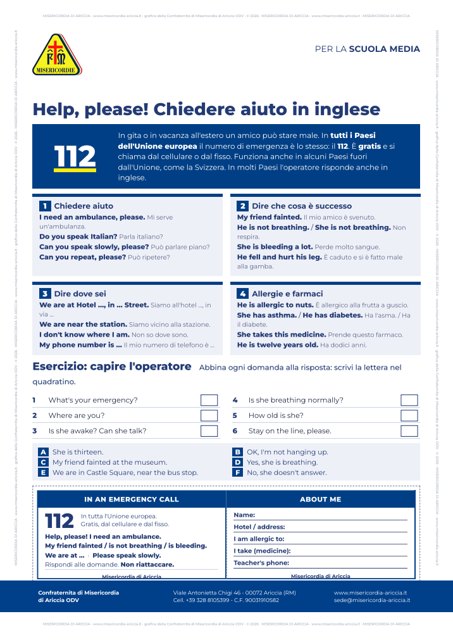 MISERICORDIE
PER LA SCUOLA MEDIA
Help, please! Chiedere aiuto in inglese
112
In gita o in vacanza all'estero un amico può stare male. In tutti i Paesi
dell'Unione europea il numero di emergenza è lo stesso: il 112. È gratis e si
chiama dal cellulare o dal fisso. Funziona anche in alcuni Paesi fuori
dall'Unione, come la Svizzera. In molti Paesi l'operatore risponde anche in
inglese.
1 Chiedere aiuto
I need an ambulance, please. Mi serve
un'ambulanza.
Do you speak Italian? Parla italiano?
Can you speak slowly, please? Può parlare piano?
Can you repeat, please? Può ripetere?
2 Dire che cosa è successo
My friend fainted. Il mio amico è svenuto.
He is not breathing. / She is not breathing. Non
respira.
She is bleeding a lot. Perde molto sangue.
He fell and hurt his leg. È caduto e si è fatto male
alla gamba.
3 Dire dove sei
We are at Hotel ..., in ... Street. Siamo all'hotel ..., in
via ...
We are near the station. Siamo vicino alla stazione.
I don't know where I am. Non so dove sono.
My phone number is ... Il mio numero di telefono è ...
4 Allergie e farmaci
He is allergic to nuts. È allergico alla frutta a guscio.
She has asthma. / He has diabetes. Ha l'asma. / Ha
il diabete.
She takes this medicine. Prende questo farmaco.
He is twelve years old. Ha dodici anni.
Esercizio: capire l'operatore Abbina ogni domanda alla risposta: scrivi la lettera nel
quadratino.
1 What's your emergency?
2 Where are you?
3 Is she awake? Can she talk?
4 Is she breathing normally?
5 How old is she?
6 Stay on the line, please.
A She is thirteen.
B OK, I'm not hanging up.
C My friend fainted at the museum.
D Yes, she is breathing.
E We are in Castle Square, near the bus stop.
F No, she doesn't answer.
IN AN EMERGENCY CALL
112
In tutta l'Unione europea.
Gratis, dal cellulare e dal fisso.
Help, please! I need an ambulance.
My friend fainted / is not breathing / is bleeding.
We are at ... · Please speak slowly.
Rispondi alle domande. Non riattaccare.
Misericordia di Ariccia
ABOUT ME
Name:
Hotel / address:
I am allergic to:
I take (medicine):
Teacher's phone:
Misericordia di Ariccia
Confraternita di Misericordia
di Ariccia ODV
Viale Antonietta Chigi 46 · 00072 Ariccia (RM)
Cell. +39 328 8105399 · C.F. 90031910582
www.misericordia-ariccia.it
sede@misericordia-ariccia.it